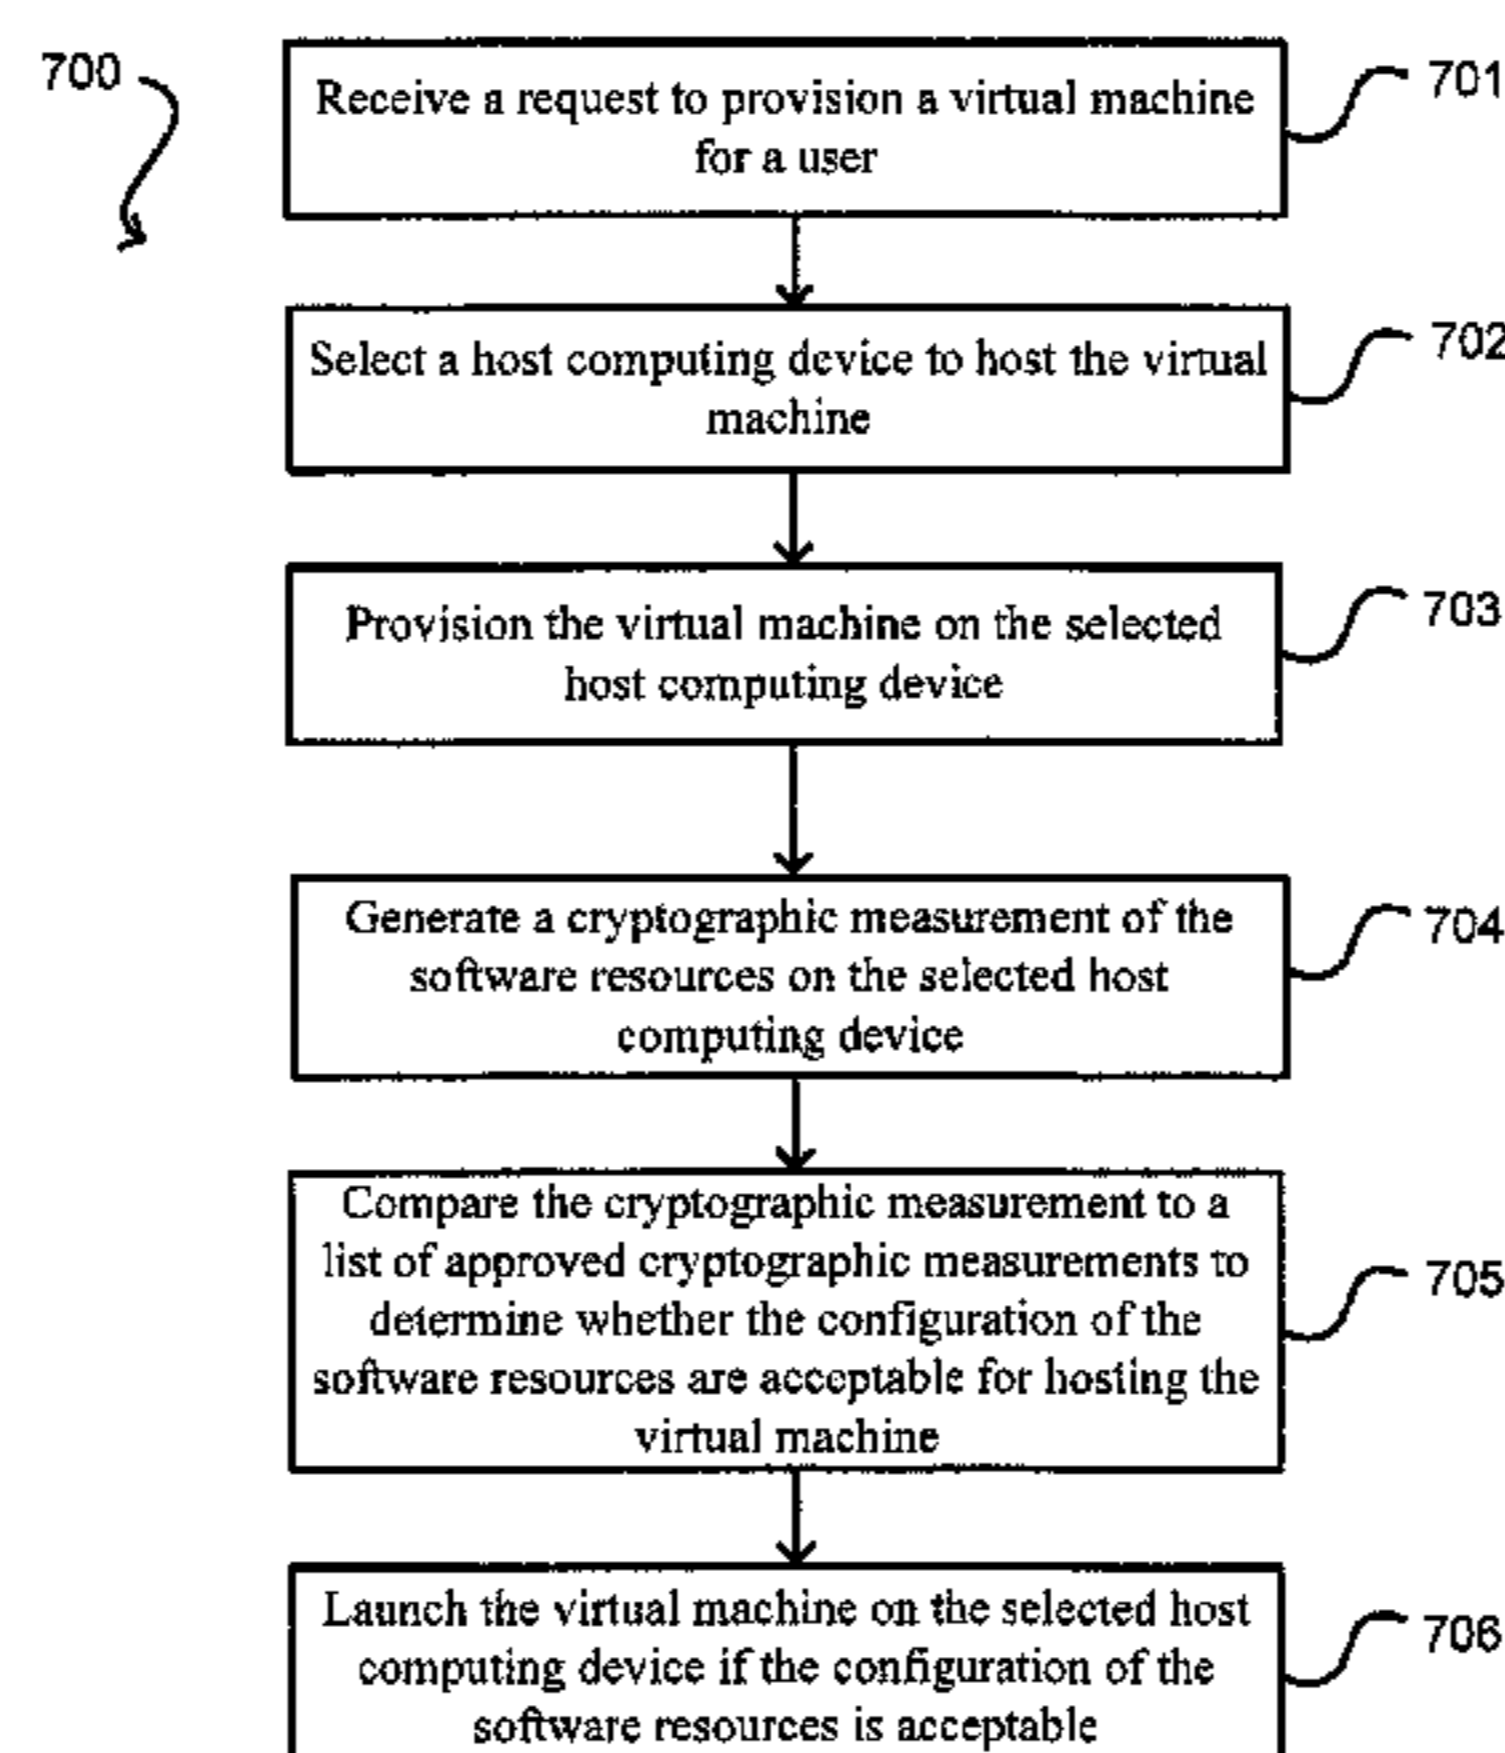 700
Receive a request to provision a virtual machine
for a user
701
Select a host computing device to host the virtual
machine
702
Provision the virtual machine on the selected
host computing device
703
Generate a cryptographic measurement of the
software resources on the selected host
computing device
704
Compare the cryptographic measurement to a
list of approved cryptographic measurements to
determine whether the configuration of the
software resources are acceptable for hosting the
virtual machine
705
Launch the virtual machine on the selected host
computing device if the configuration of the
software resources is acceptable
706